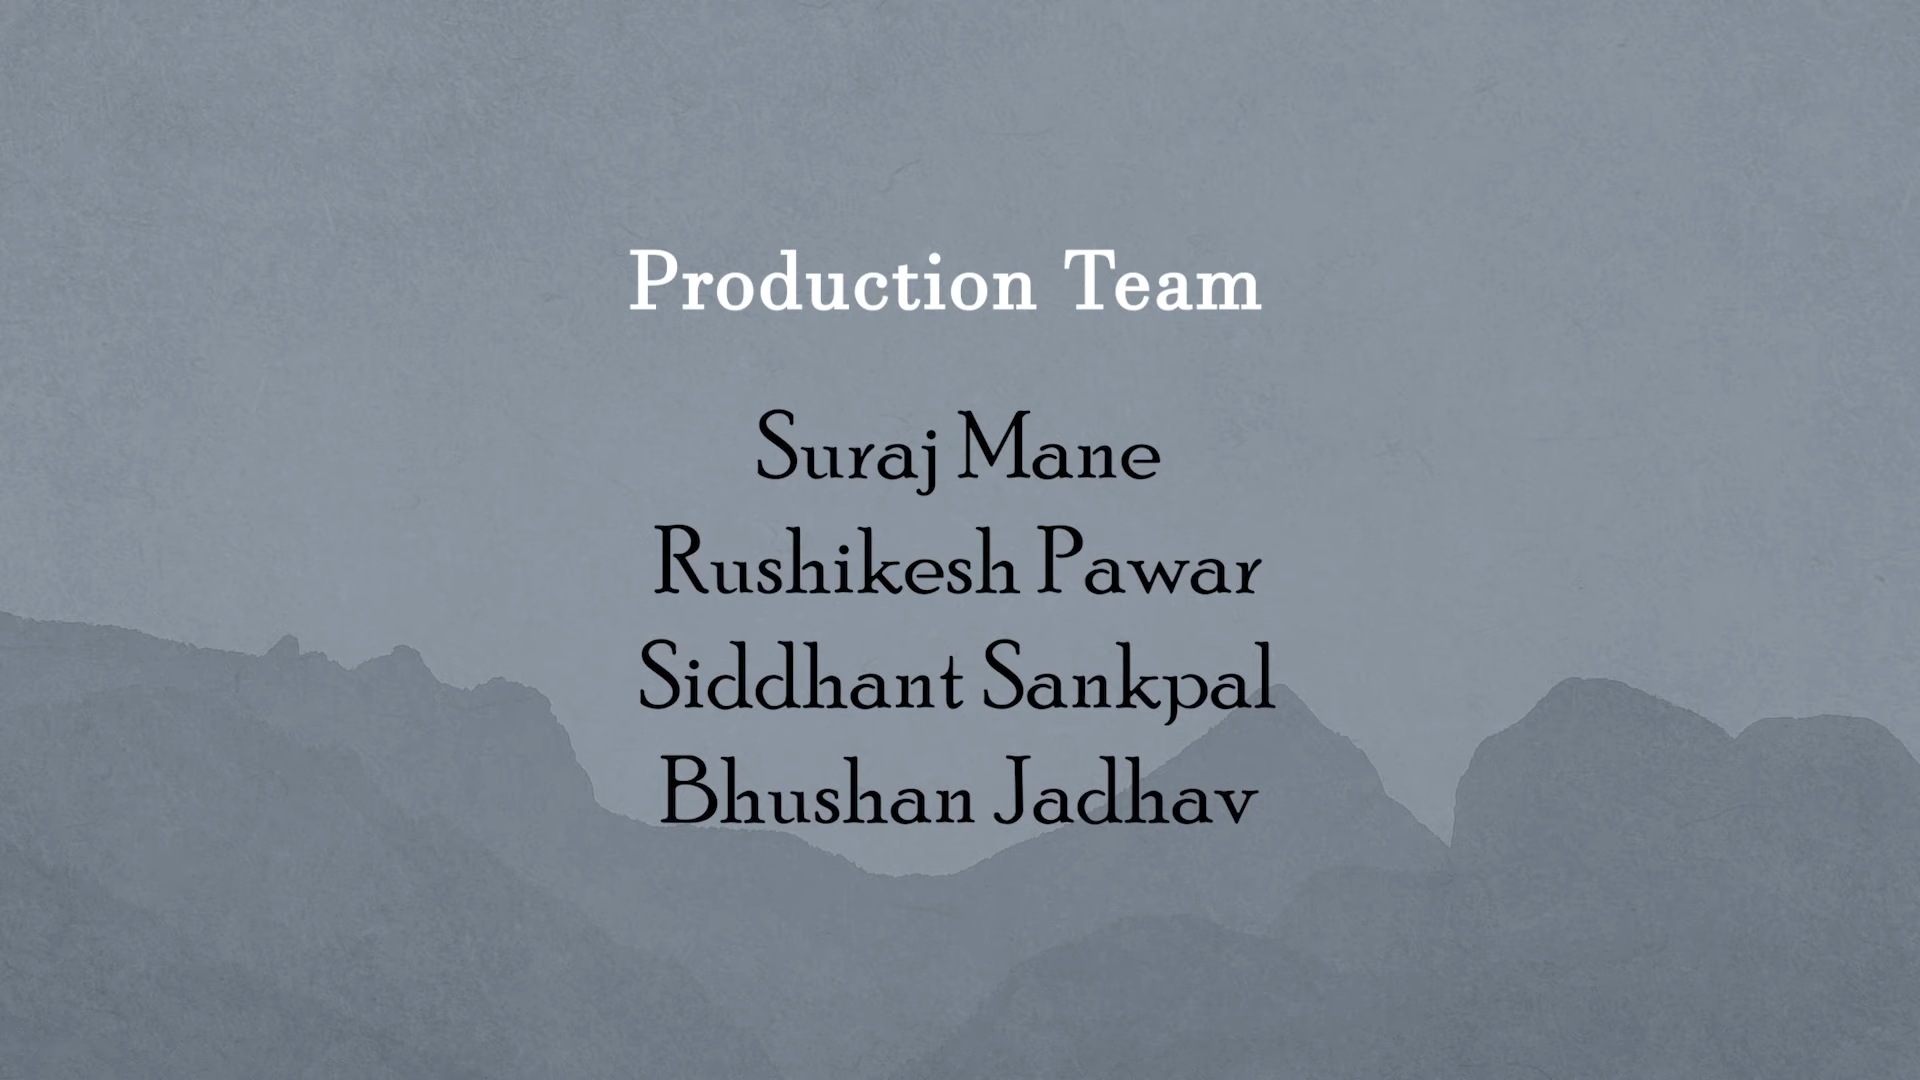 Production Team
Suraj Mane
Rushikesh Pawar
Siddhant Sankpal
Bhushan Jadhav